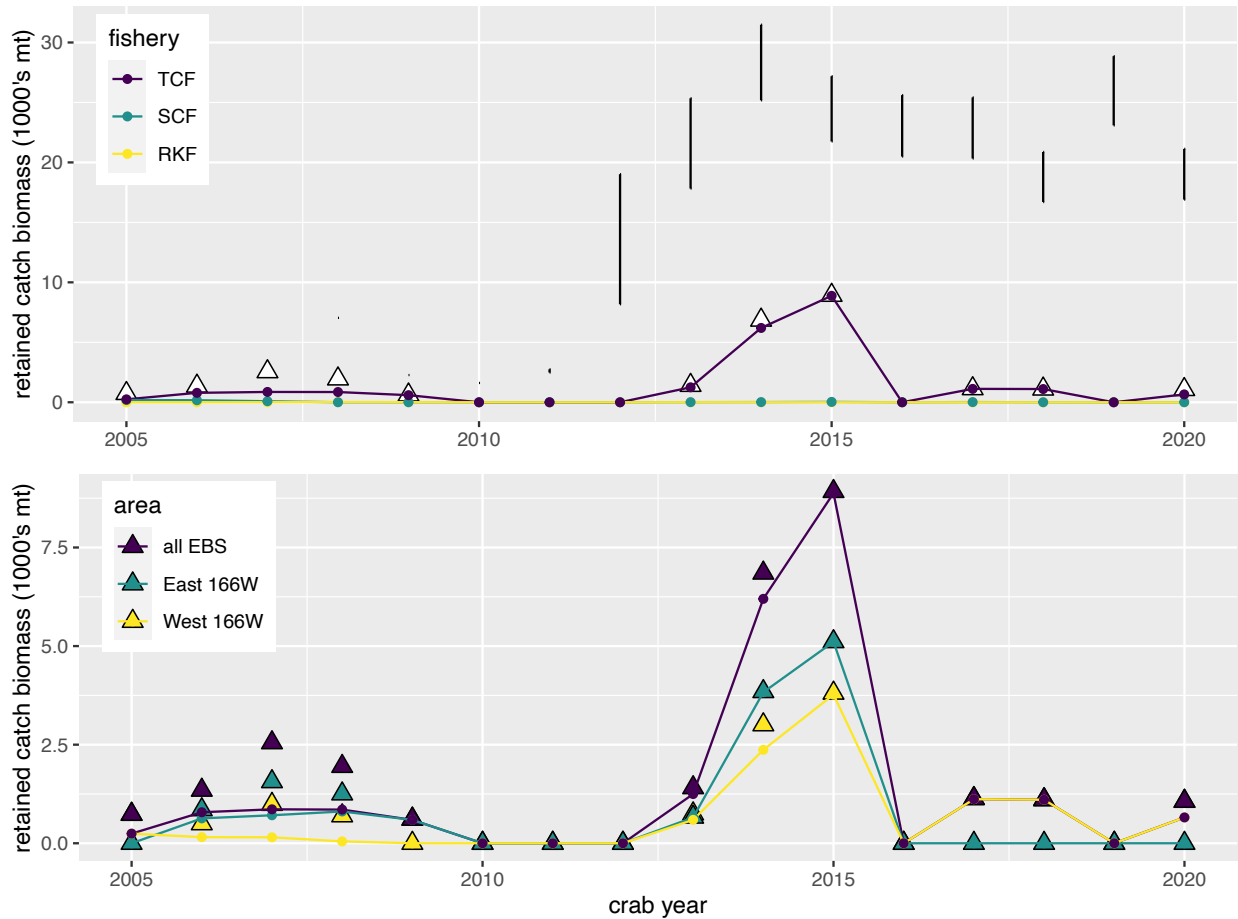 retained catch biomass (1000's mt)
30
20
10
0
fishery
TCF
SCF
RKF
2005
2010
2015
2020
retained catch biomass (1000's mt)
7.5
5.0
2.5
0.0
area
all EBS
East 166W
West 166W
2005
2010
2015
2020
crab year